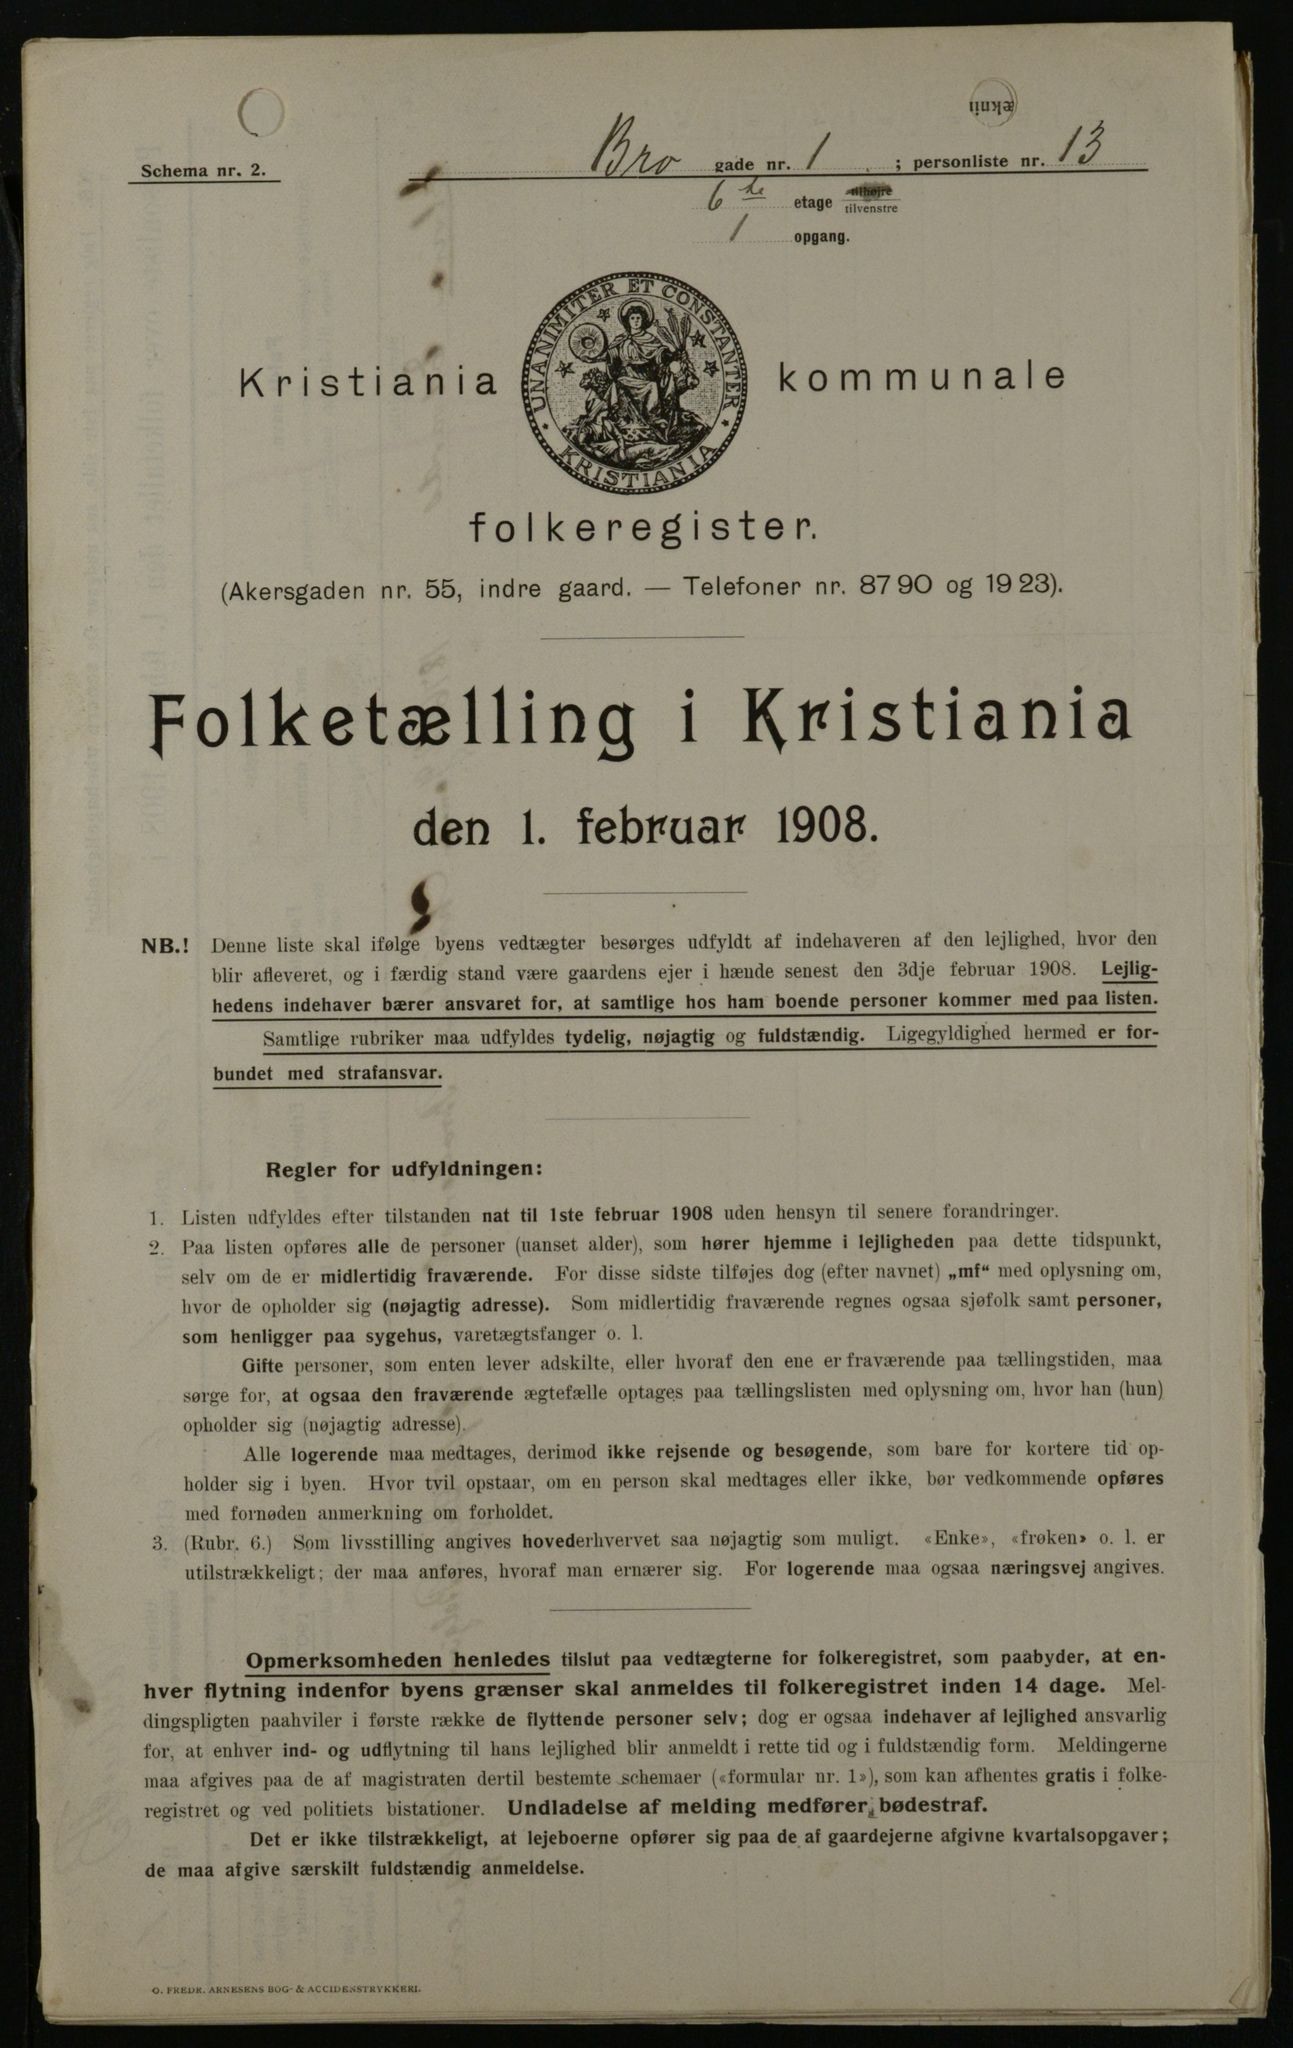 Schema nr. 2.
Bro gade nr. 1 ; personliste nr. 13
6te etage tilhøjre tilvenstre
1 opgang.
UNANIMITER ET CONSTANTER
KRISTIANIA
Kristiania kommunale
folkeregister.
(Akersgaden nr. 55, indre gaard. — Telefoner nr. 87 90 og 19 23).
Folketælling i Kristiania
den 1. februar 1908.
NB.! Denne liste skal ifølge byens vedtægter besørges udfyldt af indehaveren af den lejlighed, hvor den
blir afleveret, og i færdig stand være gaardens ejer i hænde senest den 3dje februar 1908. Lejlig-
hedens indehaver bærer ansvaret for, at samtlige hos ham boende personer kommer med paa listen.
Samtlige rubriker maa udfyldes tydelig, nøjagtig og fuldstændig. Ligegyldighed hermed er for-
bundet med strafansvar.
Regler for udfyldningen:
1. Listen udfyldes efter tilstanden nat til 1ste februar 1908 uden hensyn til senere forandringer.
2. Paa listen opføres alle de personer (uanset alder), som hører hjemme i lejligheden paa dette tidspunkt,
selv om de er midlertidig fraværende. For disse sidste tilføjes dog (efter navnet) „mf“ med oplysning om,
hvor de opholder sig (nøjagtig adresse). Som midlertidig fraværende regnes ogsaa sjøfolk samt personer,
som henligger paa sygehus, varetægtsfanger o. l.
Gifte personer, som enten lever adskilte, eller hvoraf den ene er fraværende paa tællingstiden, maa
sørge for, at ogsaa den fraværende ægtefælle optages paa tællingslisten med oplysning om, hvor han (hun)
opholder sig (nøjagtig adresse).
Alle logerende maa medtages, derimod ikke rejsende og besøgende, som bare for kortere tid op-
holder sig i byen. Hvor tvil opstaar, om en person skal medtages eller ikke, bør vedkommende opføres
med fornøden anmerkning om forholdet.
3. (Rubr. 6.) Som livsstilling angives hovederhvervet saa nøjagtig som muligt. «Enke», «frøken» o. l. er
utilstrækkeligt; der maa anføres, hvoraf man ernærer sig. For logerende maa ogsaa næringsvej angives.
Opmerksomheden henledes tilslut paa vedtægterne for folkeregistret, som paabyder, at en-
hver flytning indenfor byens grænser skal anmeldes til folkeregistret inden 14 dage. Mel-
dingspligten paahviler i første række de flyttende personer selv; dog er ogsaa indehaver af lejlighed ansvarlig
for, at enhver ind- og udflytning til hans lejlighed blir anmeldt i rette tid og i fuldstændig form. Meldingerne
maa afgives paa de af magistraten dertil bestemte schemaer («formular nr. 1»), som kan afhentes gratis i folke-
registret og ved politiets bistationer. Undladelse af melding medfører bødestraf.
Det er ikke tilstrækkeligt, at lejeboerne opfører sig paa de af gaardejerne afgivne kvartalsopgaver;
de maa afgive særskilt fuldstændig anmeldelse.
O. FREDR. ARNESENS BOG- & ACCIDENSTRYKKERI.